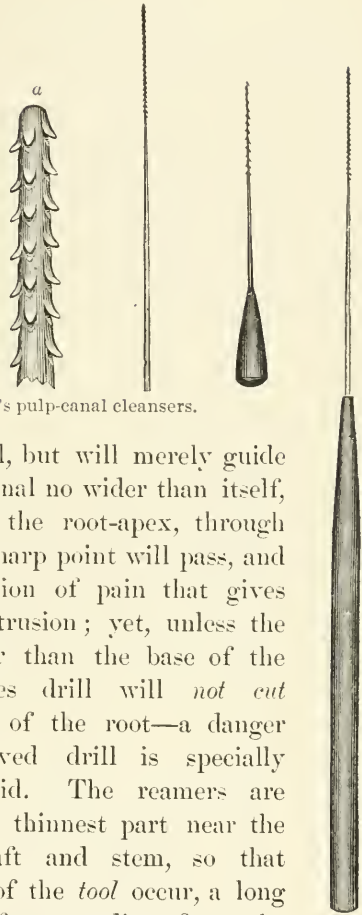 a
's pulp-canal cleansers.
l, but will merely guide
nal no wider than itself,
the root-apex, through
harp point will pass, and
ion of pain that gives
trusion; yet, unless the
r than the base of the
es drill will not cut
of the root—a danger
ved drill is specially
id. The reamers are
thinnest part near the
aft and stem, so that
of the tool occur, a long